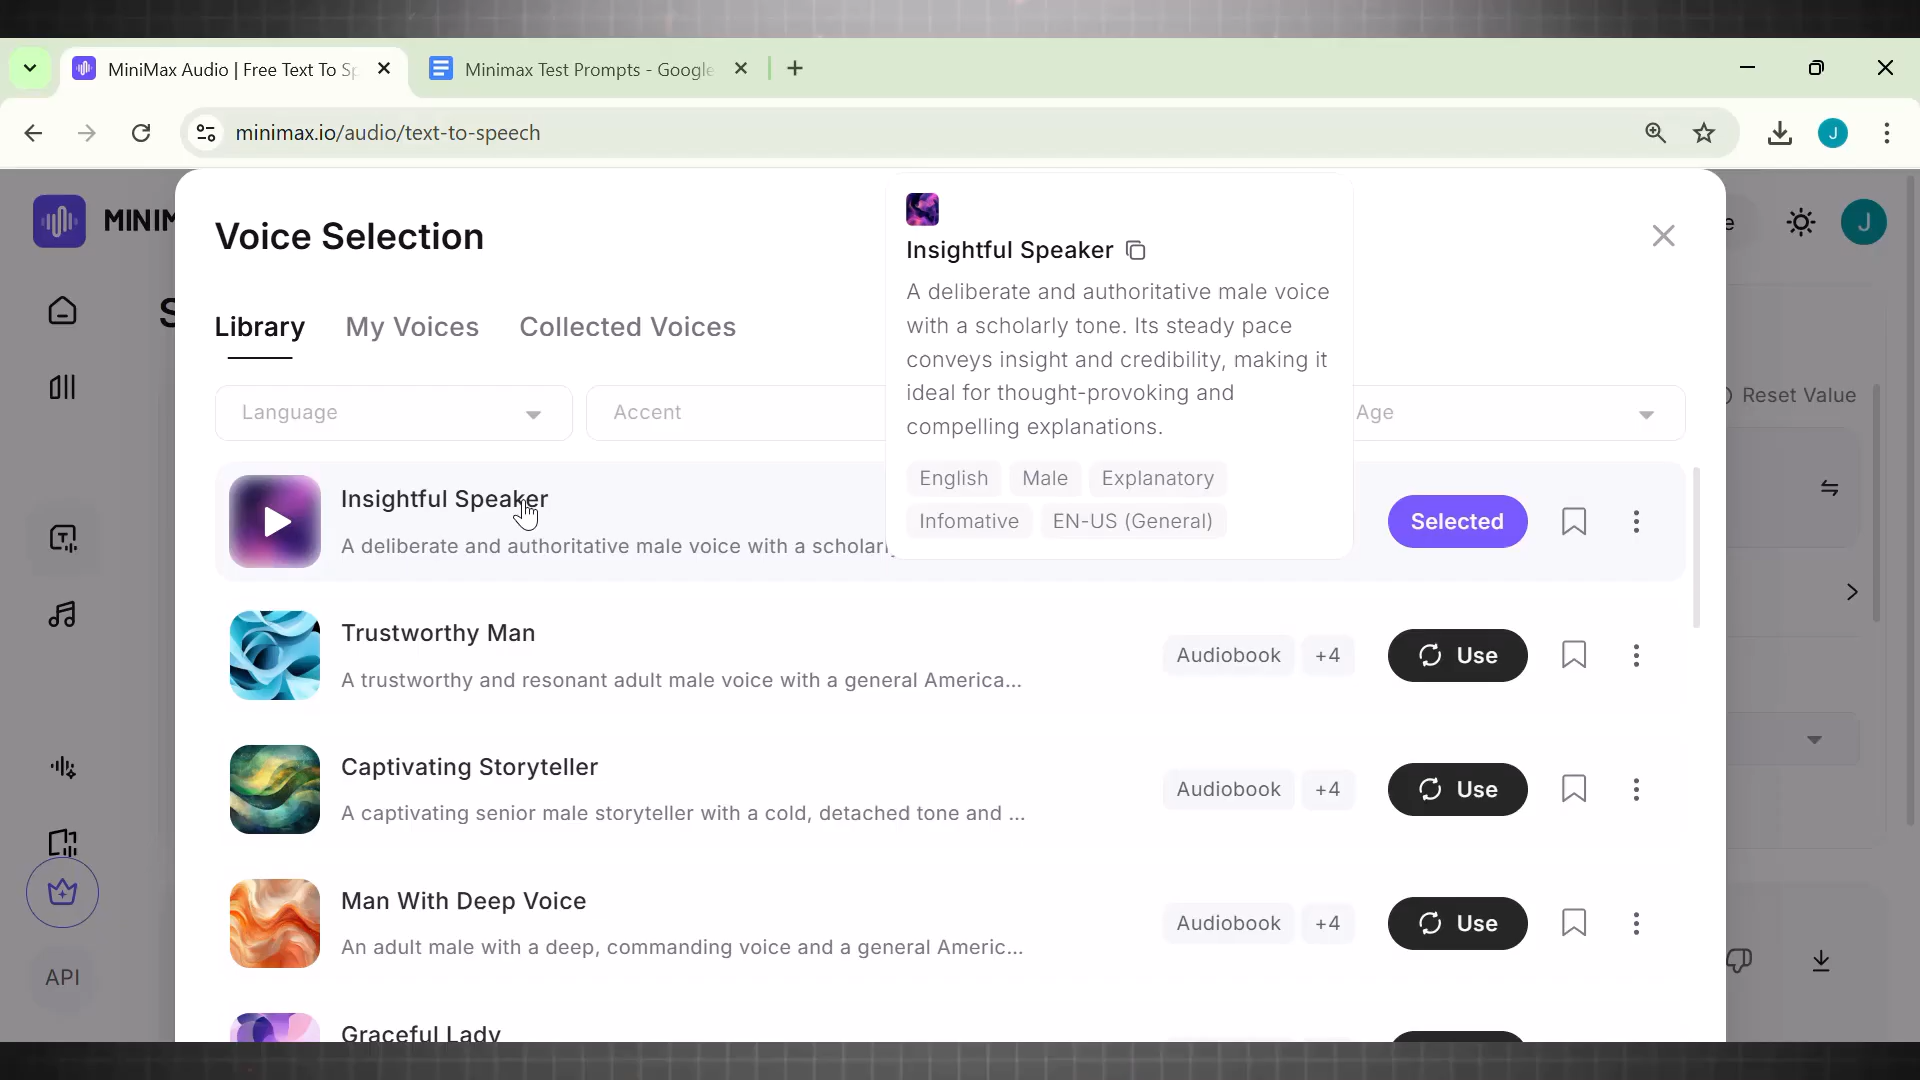 MiniMax Audio | Free Text To Sp
Minimax Test Prompts - Google
minimax.io/audio/text-to-speech
J
MINIM
Voice Selection
Insightful Speaker
A deliberate and authoritative male voice
with a scholarly tone. Its steady pace
conveys insight and credibility, making it
ideal for thought-provoking and
compelling explanations.
English Male Explanatory
Infomative EN-US (General)
e
J
S
Library My Voices Collected Voices
Language Accent Age
Reset Value
Insightful Speaker
A deliberate and authoritative male voice with a scholarly
Selected
Trustworthy Man
A trustworthy and resonant adult male voice with a general America...
Audiobook +4 Use
Captivating Storyteller
A captivating senior male storyteller with a cold, detached tone and ...
Audiobook +4 Use
Man With Deep Voice
An adult male with a deep, commanding voice and a general Americ...
Audiobook +4 Use
API
Graceful Lady